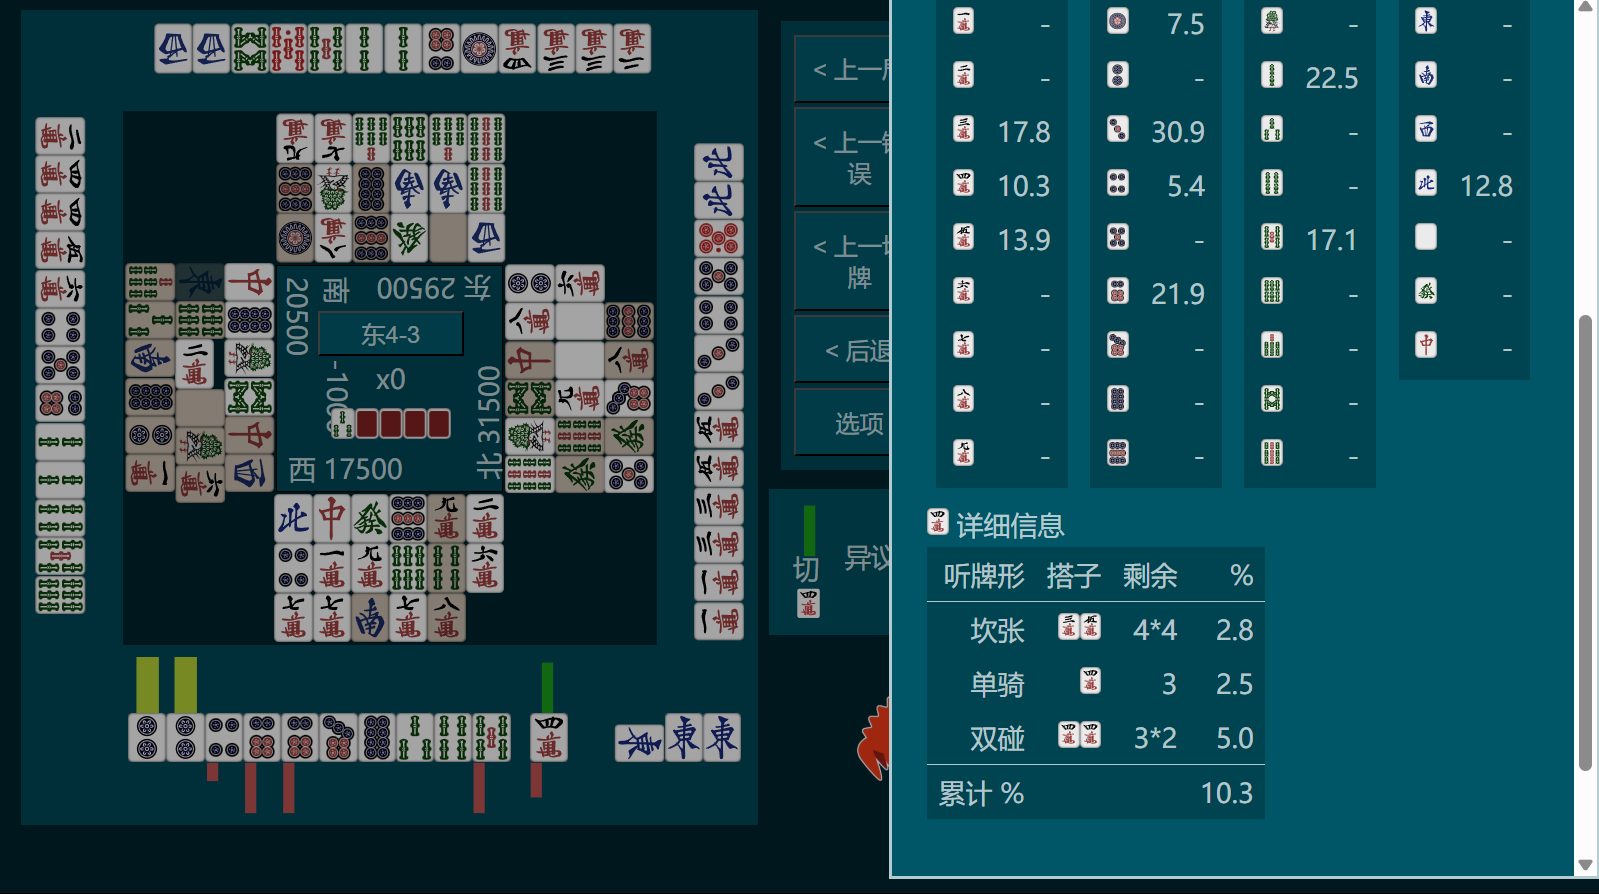 < 上一局
< 上一错
误
< 上一切
牌
< 后退
选项
切
异议
东 29500
南
20500
东4-3
x0
-100
西 17500
北 31500
-
7.5
-
-
-
-
22.5
-
17.8
30.9
-
-
10.3
5.4
-
12.8
13.9
-
17.1
-
-
21.9
-
-
-
-
-
-
-
-
-
-
-
-
详细信息
听牌形 搭子 剩余 %
坎张 4*4 2.8
单骑 3 2.5
双碰 3*2 5.0
累计 % 10.3